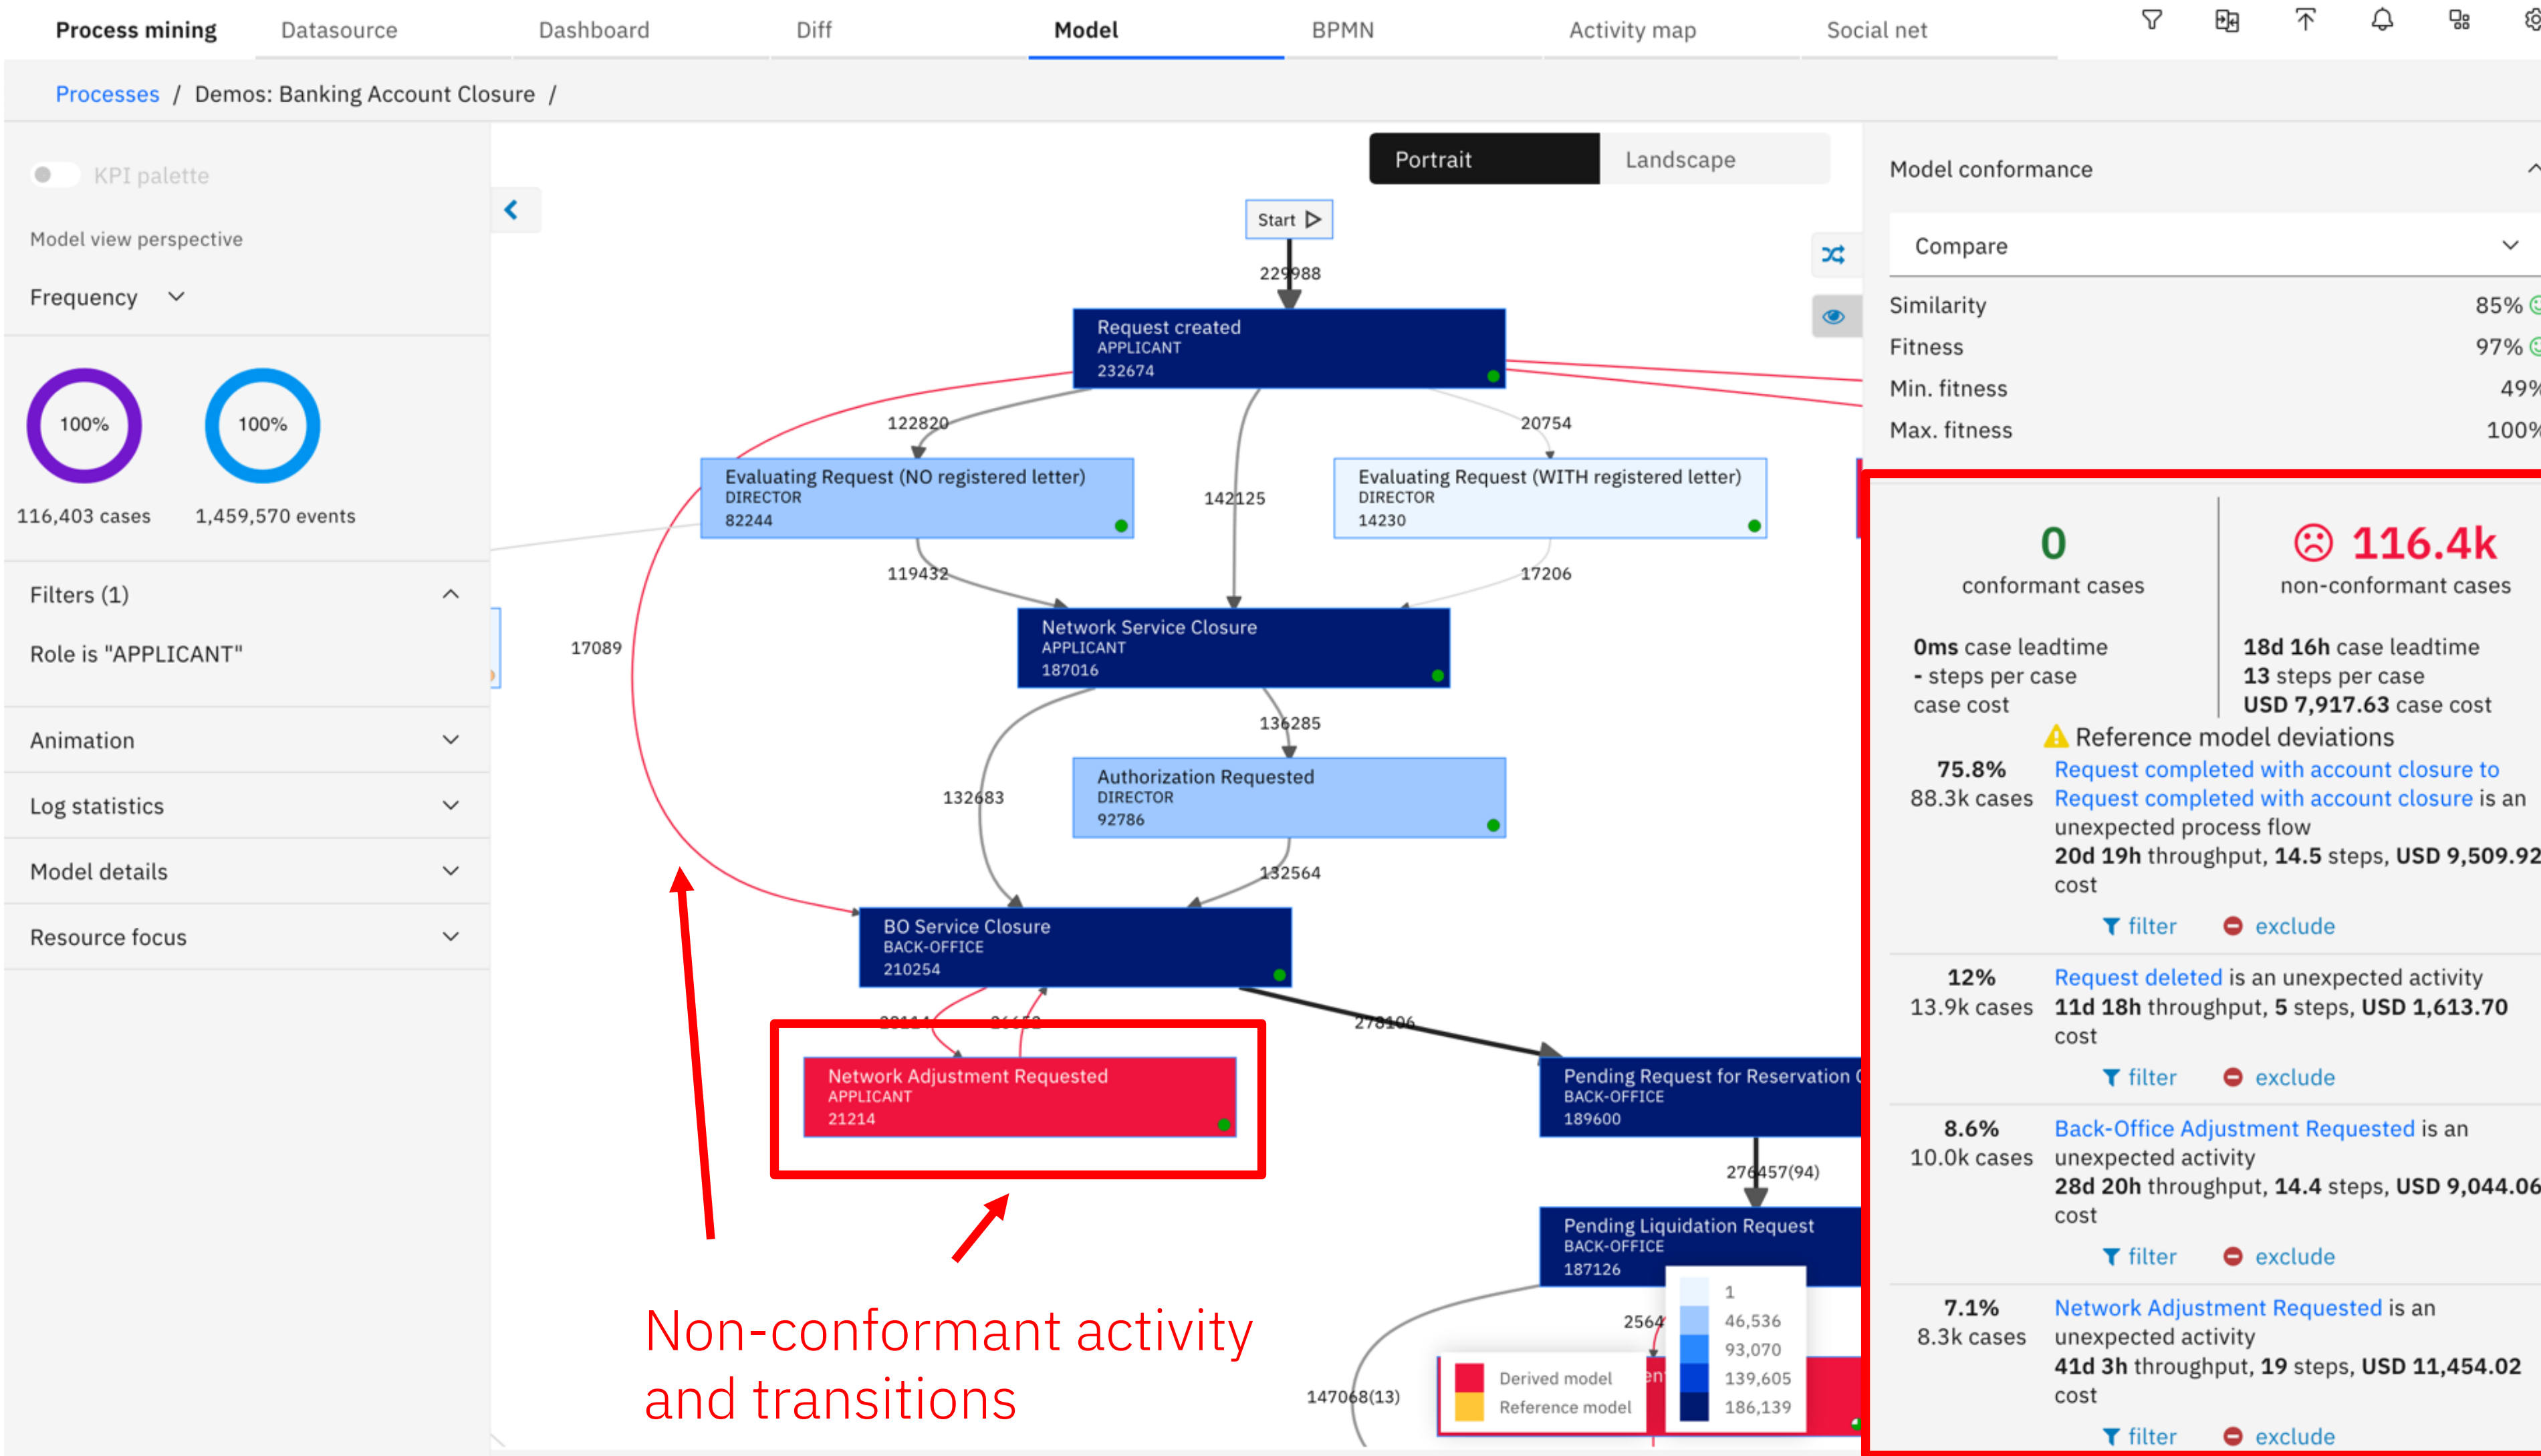 Process mining
Datasource
Dashboard
Diff
Model
BPMN
Activity map
Social net
Processes / Demos: Banking Account Closure /
KPI palette
Model view perspective
Frequency
100%
100%
116,403 cases
1,459,570 events
Filters (1)
Role is "APPLICANT"
Animation
Log statistics
Model details
Resource focus
Portrait
Landscape
Start
229988
Request created
APPLICANT
232674
122820
20754
Evaluating Request (NO registered letter)
DIRECTOR
82244
142125
Evaluating Request (WITH registered letter)
DIRECTOR
14230
119432
17206
17089
Network Service Closure
APPLICANT
187016
136285
132683
Authorization Requested
DIRECTOR
92786
132564
BO Service Closure
BACK-OFFICE
210254
278106
Network Adjustment Requested
APPLICANT
21214
Pending Request for Reservation
BACK-OFFICE
189600
276457(94)
Pending Liquidation Request
BACK-OFFICE
187126
2564
147068(13)
Derived model
Reference model
1
46,536
93,070
139,605
186,139
Non-conformant activity
and transitions
Model conformance
Compare
Similarity 85%
Fitness 97%
Min. fitness 49%
Max. fitness 100%
0
conformant cases
0ms case leadtime
- steps per case
case cost
116.4k
non-conformant cases
18d 16h case leadtime
13 steps per case
USD 7,917.63 case cost
Reference model deviations
75.8%
88.3k cases
Request completed with account closure to
Request completed with account closure is an
unexpected process flow
20d 19h throughput, 14.5 steps, USD 9,509.92
cost
filter exclude
12%
13.9k cases
Request deleted is an unexpected activity
11d 18h throughput, 5 steps, USD 1,613.70
cost
filter exclude
8.6%
10.0k cases
Back-Office Adjustment Requested is an
unexpected activity
28d 20h throughput, 14.4 steps, USD 9,044.06
cost
filter exclude
7.1%
8.3k cases
Network Adjustment Requested is an
unexpected activity
41d 3h throughput, 19 steps, USD 11,454.02
cost
filter exclude